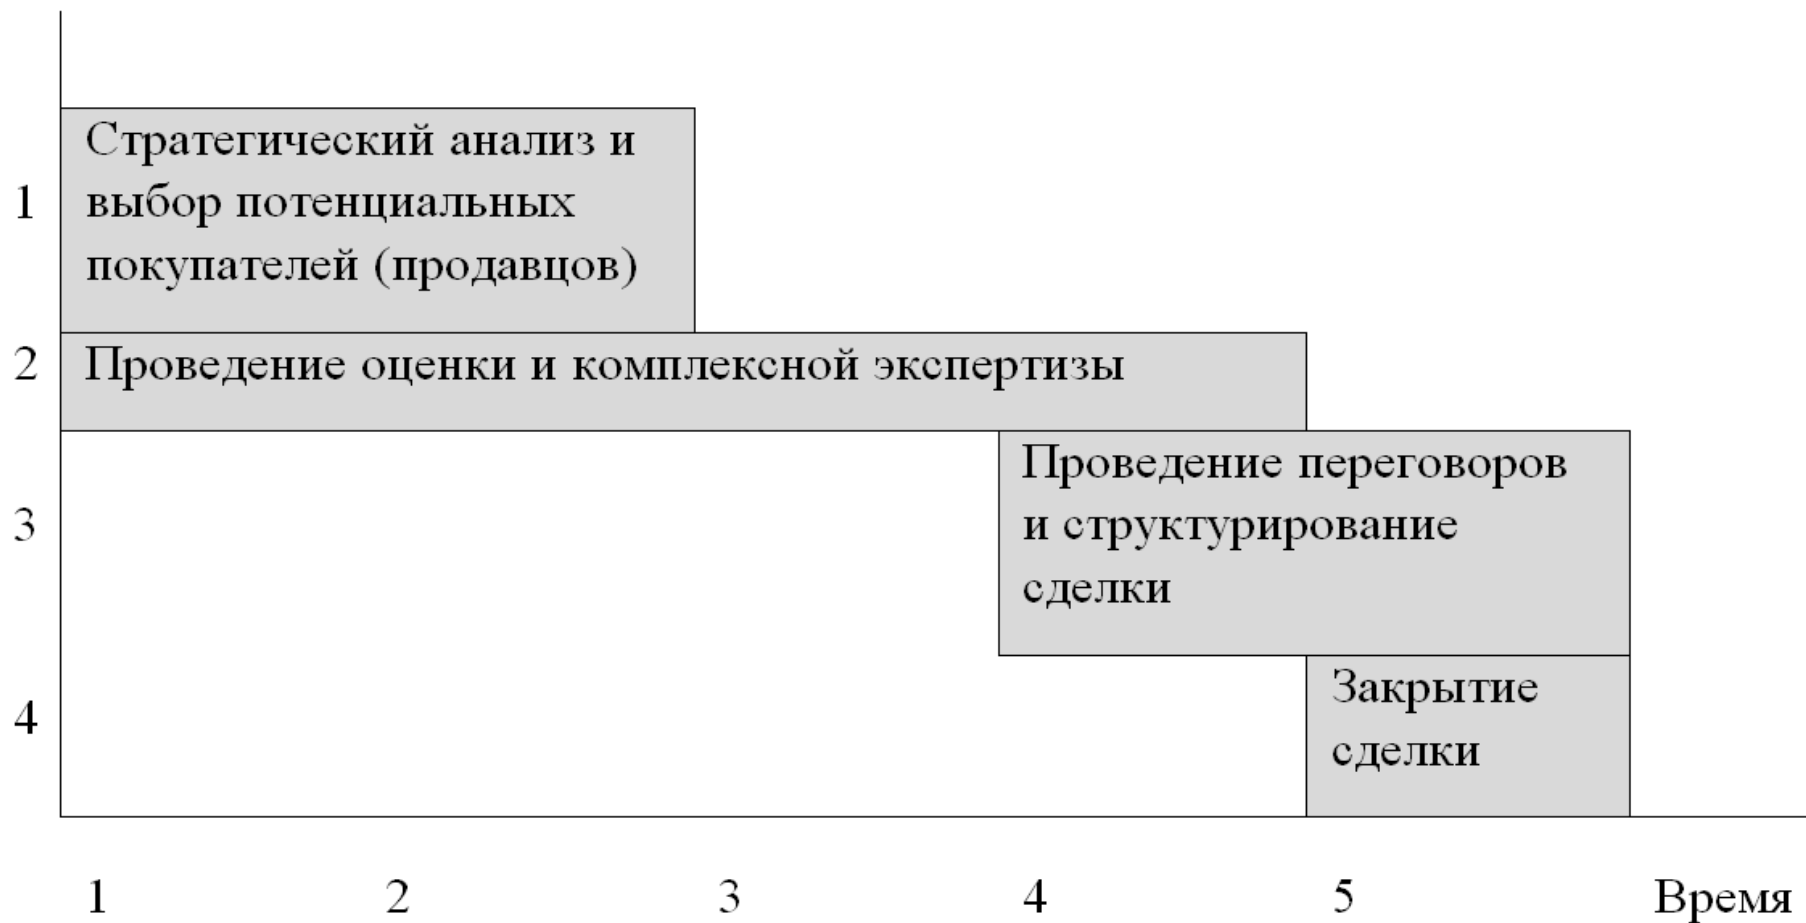 1
Стратегический анализ и
выбор потенциальных
покупателей (продавцов)
2
Проведение оценки и комплексной экспертизы
3
Проведение переговоров
и структурирование
сделки
4
Закрытие
сделки
1 2 3 4 5 Время